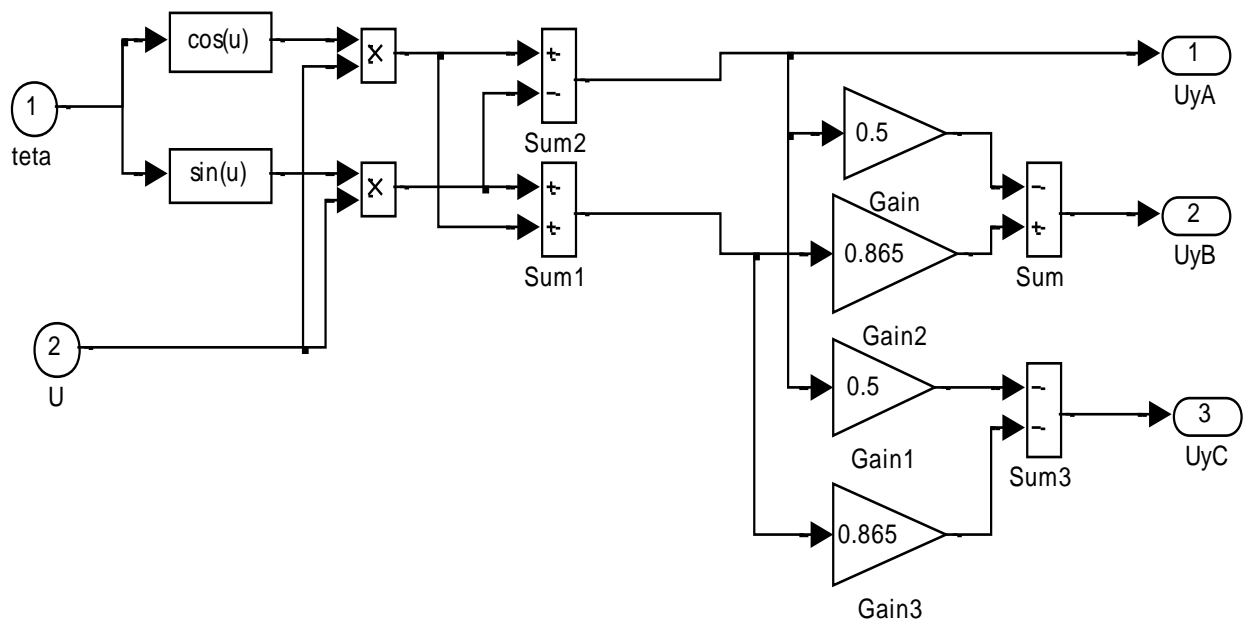 1
teta
cos(u)
sin(u)
x
x
2
U
+
-
Sum2
+
+
Sum1
0.5
Gain
0.865
Gain2
0.5
Gain1
0.865
Gain3
-
+
Sum
-
-
Sum3
1
UyA
2
UyB
3
UyC